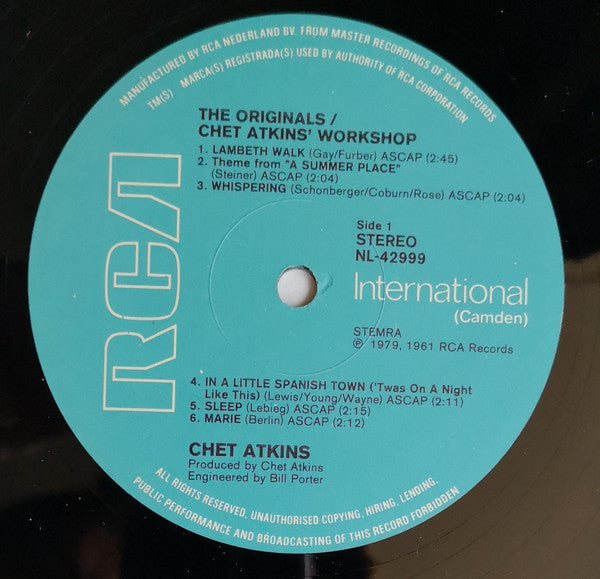 MANUFACTURED BY RCA NEDERLAND BV. FROM MASTER RECORDINGS OF RCA RECORDS
TM(S) MARCA(S) REGISTRADA(S) USED BY AUTHORITY OF RCA CORPORATION
THE ORIGINALS /
CHET ATKINS' WORKSHOP
1. LAMBETH WALK (Gay/Furber) ASCAP (2:45)
2. Theme from "A SUMMER PLACE"
(Steiner) ASCAP (2:04)
3. WHISPERING (Schonberger/Coburn/Rose) ASCAP (2:04)
RCA
Side 1
STEREO
NL-42999
International
(Camden)
STEMRA
℗ 1979, 1961 RCA Records
4. IN A LITTLE SPANISH TOWN ('Twas On A Night
Like This) (Lewis/Young/Wayne) ASCAP (2:11)
5. SLEEP (Lebieg) ASCAP (2:15)
6. MARIE (Berlin) ASCAP (2:12)
CHET ATKINS
Produced by Chet Atkins
Engineered by Bill Porter
ALL RIGHTS RESERVED. UNAUTHORISED COPYING, HIRING, LENDING,
PUBLIC PERFORMANCE AND BROADCASTING OF THIS RECORD FORBIDDEN